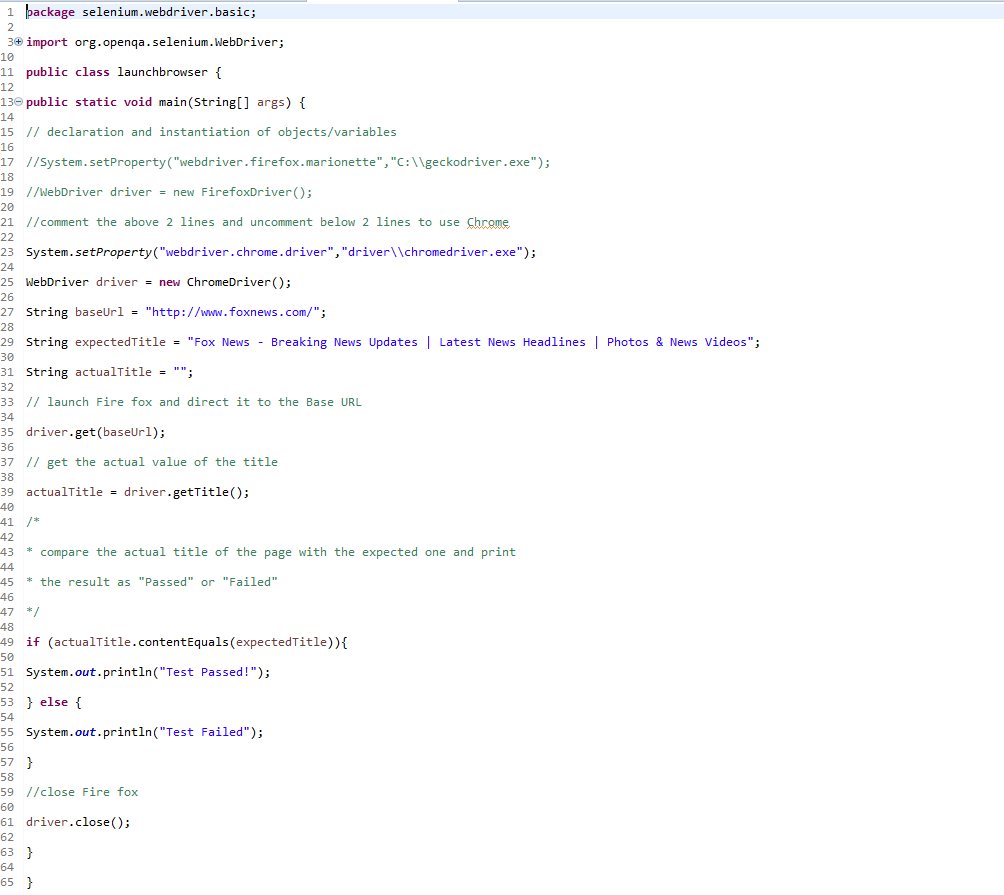 1 package selenium.webdriver.basic;
2
3 import org.openqa.selenium.WebDriver;
10
11 public class launchbrowser {
12
13 public static void main(String[] args) {
14
15 // declaration and instantiation of objects/variables
16
17 //System.setProperty("webdriver.firefox.marionette","C:\\geckodriver.exe");
18
19 //WebDriver driver = new FirefoxDriver();
20
21 //comment the above 2 lines and uncomment below 2 lines to use Chrome
22
23 System.setProperty("webdriver.chrome.driver","driver\\chromedriver.exe");
24
25 WebDriver driver = new ChromeDriver();
26
27 String baseUrl = "http://www.foxnews.com/";
28
29 String expectedTitle = "Fox News - Breaking News Updates | Latest News Headlines | Photos & News Videos";
30
31 String actualTitle = "";
32
33 // launch Fire fox and direct it to the Base URL
34
35 driver.get(baseUrl);
36
37 // get the actual value of the title
38
39 actualTitle = driver.getTitle();
40
41 /*
42
43 * compare the actual title of the page with the expected one and print
44
45 * the result as "Passed" or "Failed"
46
47 */
48
49 if (actualTitle.contentEquals(expectedTitle)){
50
51 System.out.println("Test Passed!");
52
53 } else {
54
55 System.out.println("Test Failed");
56
57 }
58
59 //close Fire fox
60
61 driver.close();
62
63 }
64
65 }